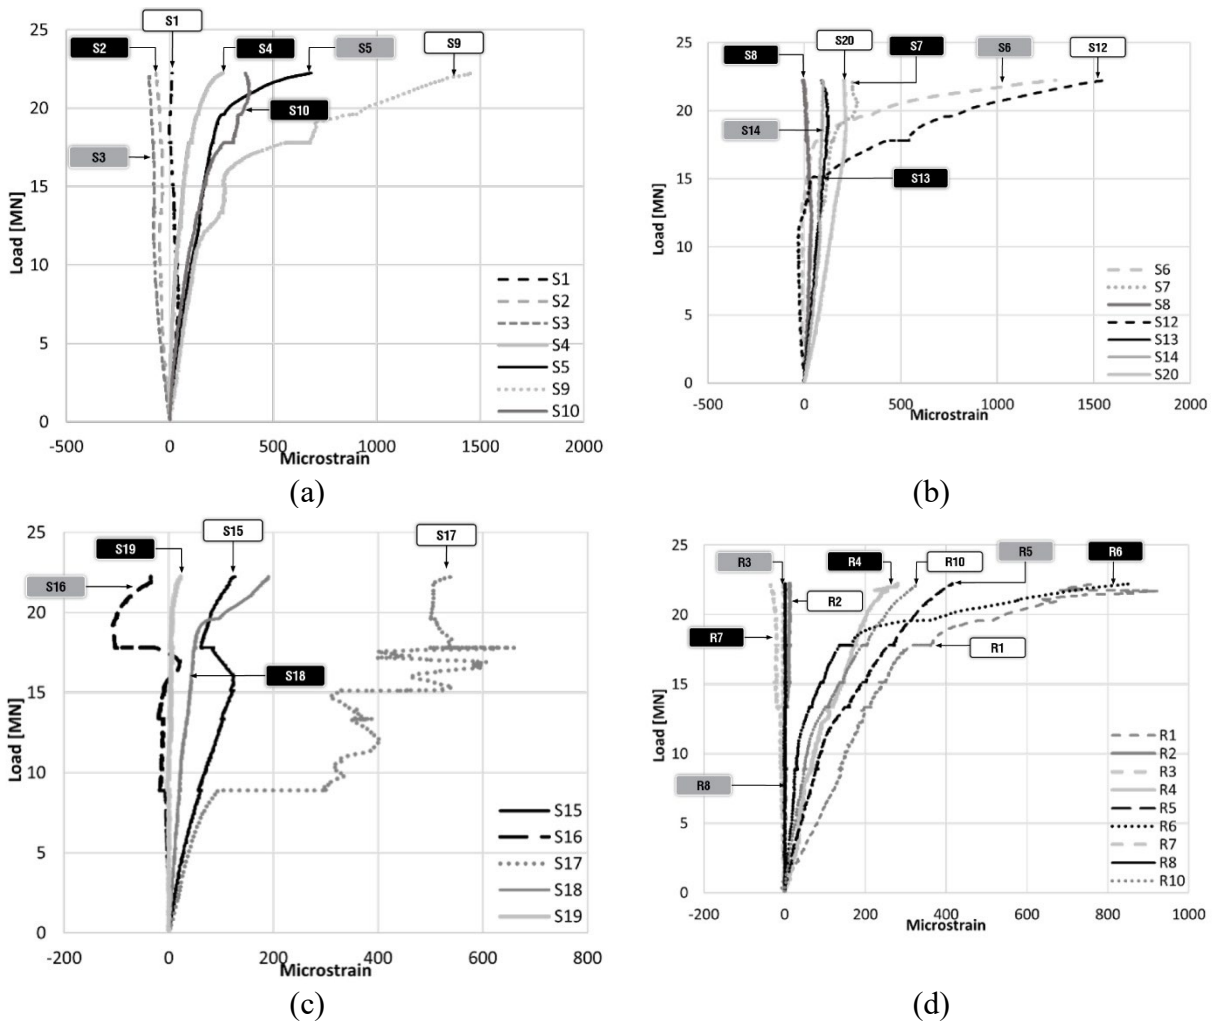 S1
25
S2
S4
S5
S9
20
S10
S3
15
Load [MN]
10
S1
S2
S3
5
S4
S5
S9
0
S10
-500
0
500
1000
1500
2000
Microstrain
(a)
25
S8
S20
S7
S6
S12
20
S14
15
S13
Load [MN]
10
S6
S7
S8
5
S12
S13
S14
0
S20
-500
0
500
1000
1500
2000
Microstrain
(b)
25
S19
S15
S17
S16
20
S18
15
Load [MN]
10
S15
S16
5
S17
S18
0
S19
-200
0
200
400
600
800
Microstrain
(c)
25
R3
R4
R10
R5
R6
R2
20
R7
R1
15
Load [MN]
10
R8
R1
R2
R3
R4
5
R5
R6
R7
R8
0
R10
-200
0
200
400
600
800
1000
Microstrain
(d)